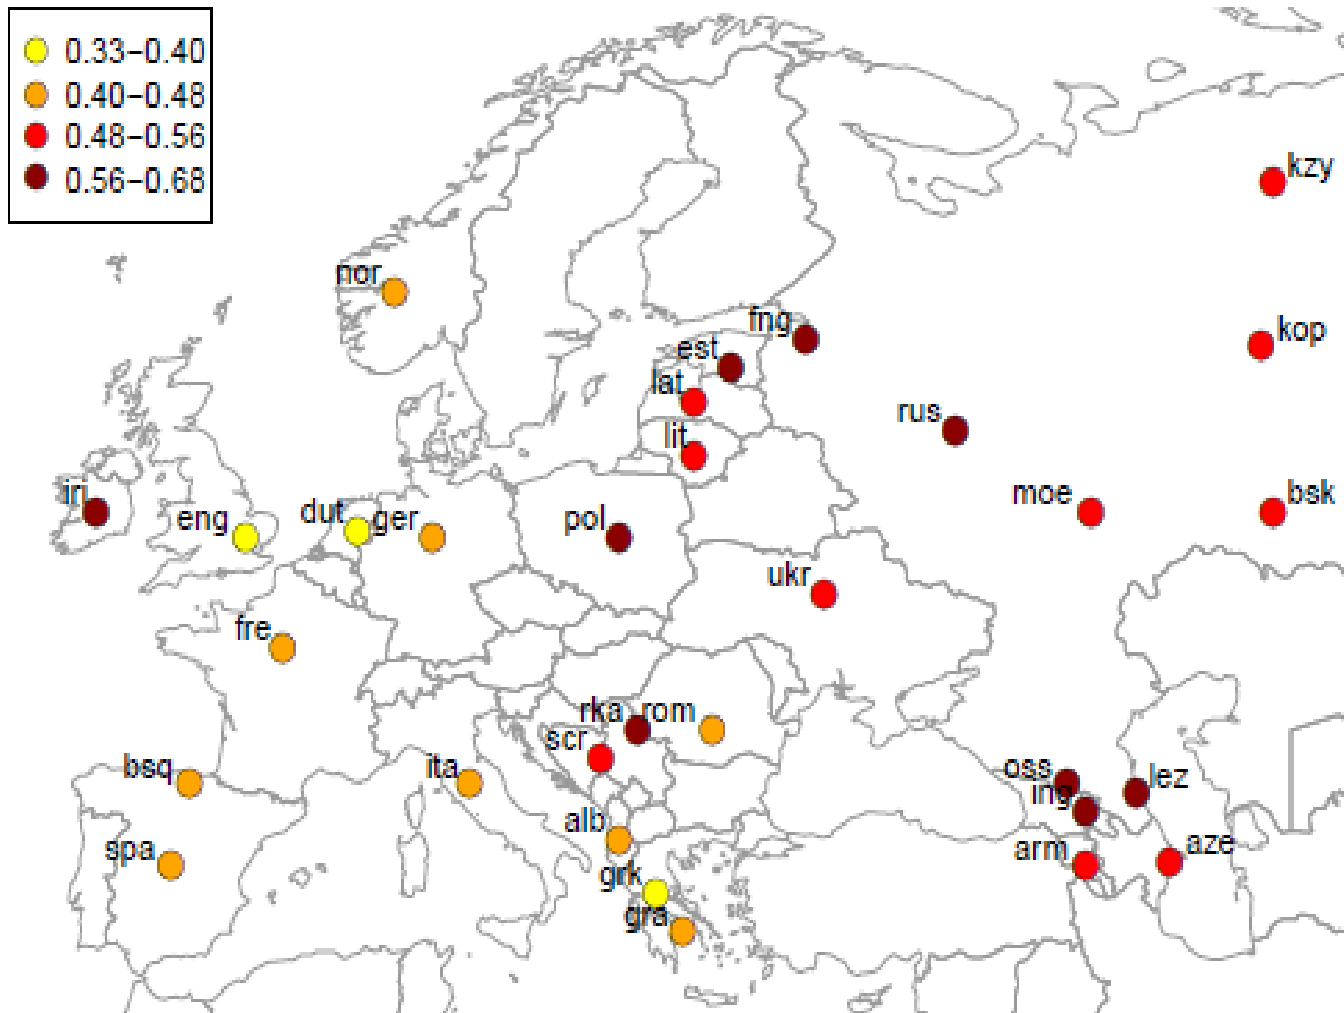 0.33–0.40
0.40–0.48
0.48–0.56
0.56–0.68
kzy
nor
fng
kop
est
lat
rus
lit
iri
eng
dut
ger
pol
moe
bsk
ukr
fre
rka
rom
scr
bsq
ita
oss
lez
ing
alb
spa
arm
aze
grk
gra